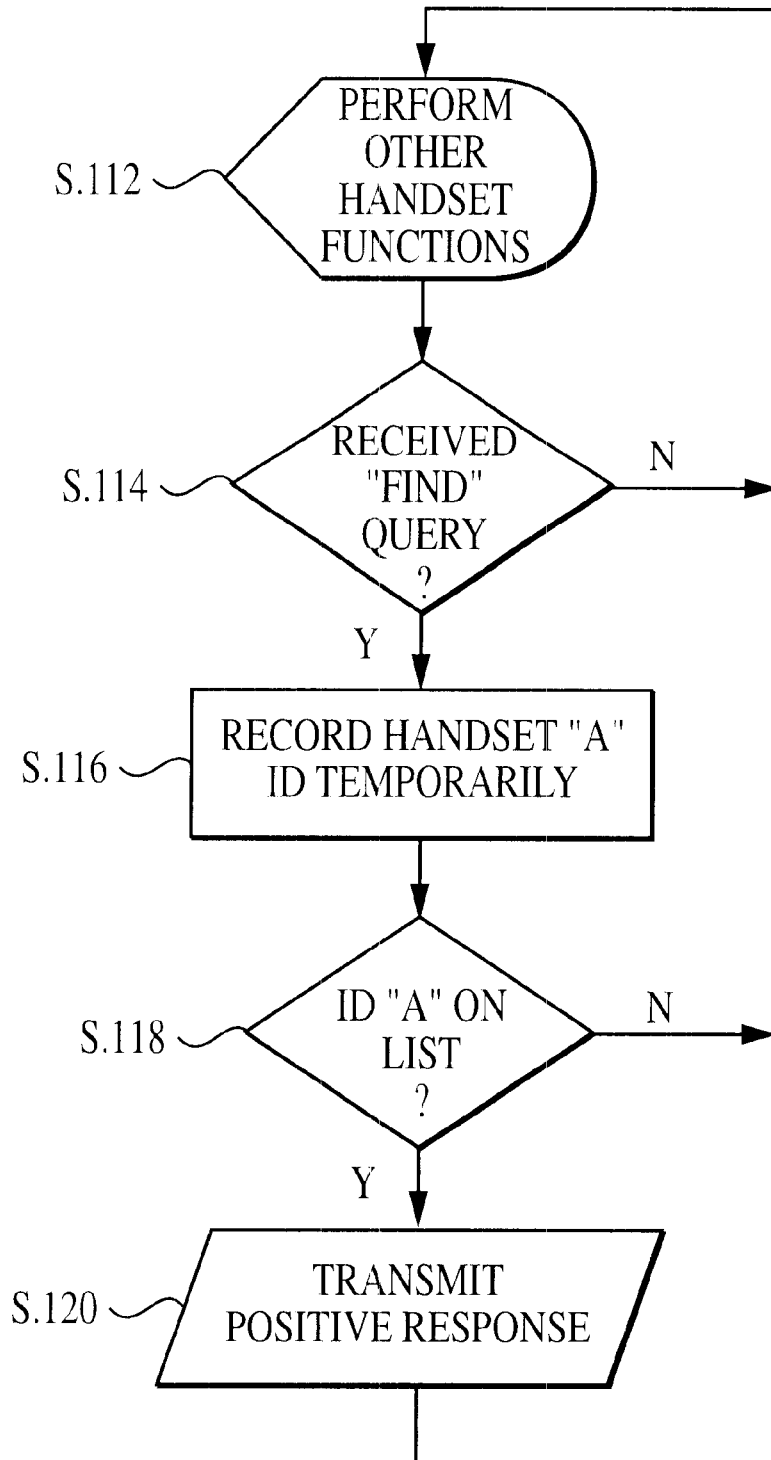 PERFORM
OTHER
HANDSET
FUNCTIONS
S.112
RECEIVED
"FIND"
QUERY
?
S.114
N
Y
RECORD HANDSET "A"
ID TEMPORARILY
S.116
ID "A" ON
LIST
?
S.118
N
Y
TRANSMIT
POSITIVE RESPONSE
S.120